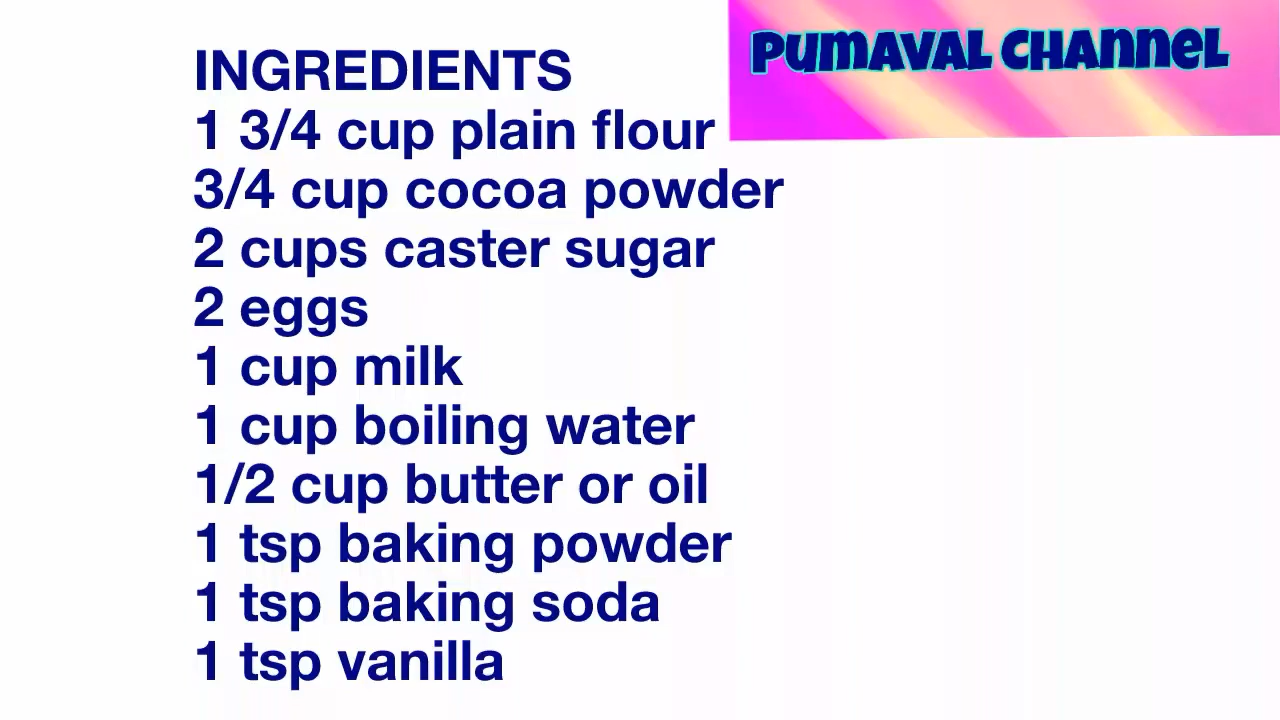 INGREDIENTS
1 3/4 cup plain flour
3/4 cup cocoa powder
2 cups caster sugar
2 eggs
1 cup milk
1 cup boiling water
1/2 cup butter or oil
1 tsp baking powder
1 tsp baking soda
1 tsp vanilla
PUMAVAL CHANNEL